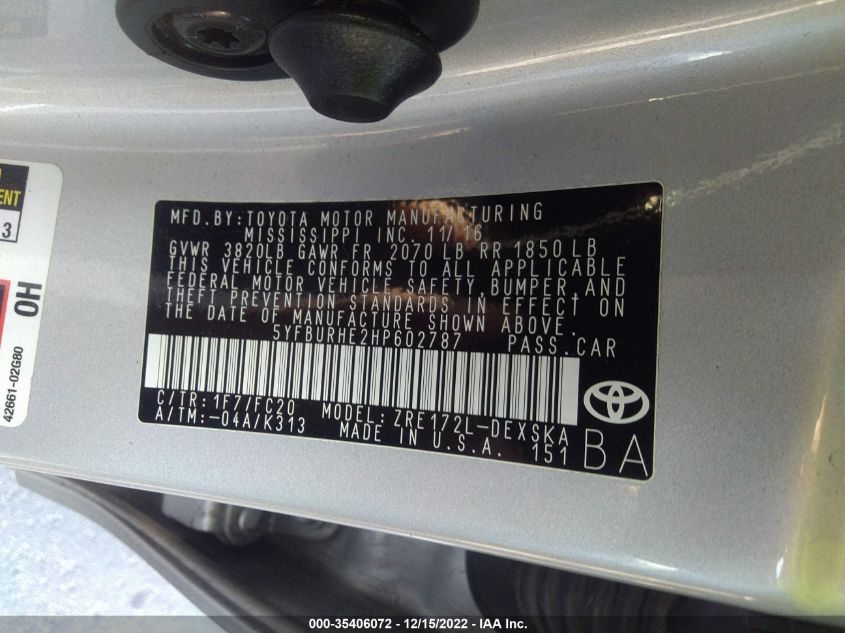 ENT
3
OH
42661-02G80
MFD.BY:TOYOTA MOTOR MANUFACTURING
MISSISSIPPI INC. 11/16
GVWR 3820LB GAWR FR 2070 LB RR 1850 LB
THIS VEHICLE CONFORMS TO ALL APPLICABLE
FEDERAL MOTOR VEHICLE SAFETY, BUMPER, AND
THEFT PREVENTION STANDARDS IN EFFECT ON
THE DATE OF MANUFACTURE SHOWN ABOVE.
5YFBURHE2HP602787 PASS.CAR
C/TR:1F7/FC20 MODEL: ZRE172L-DEXSKA
A/TM:-04A/K313 MADE IN U.S.A. 151
BA
000-35406072 - 12/15/2022 - IAA Inc.